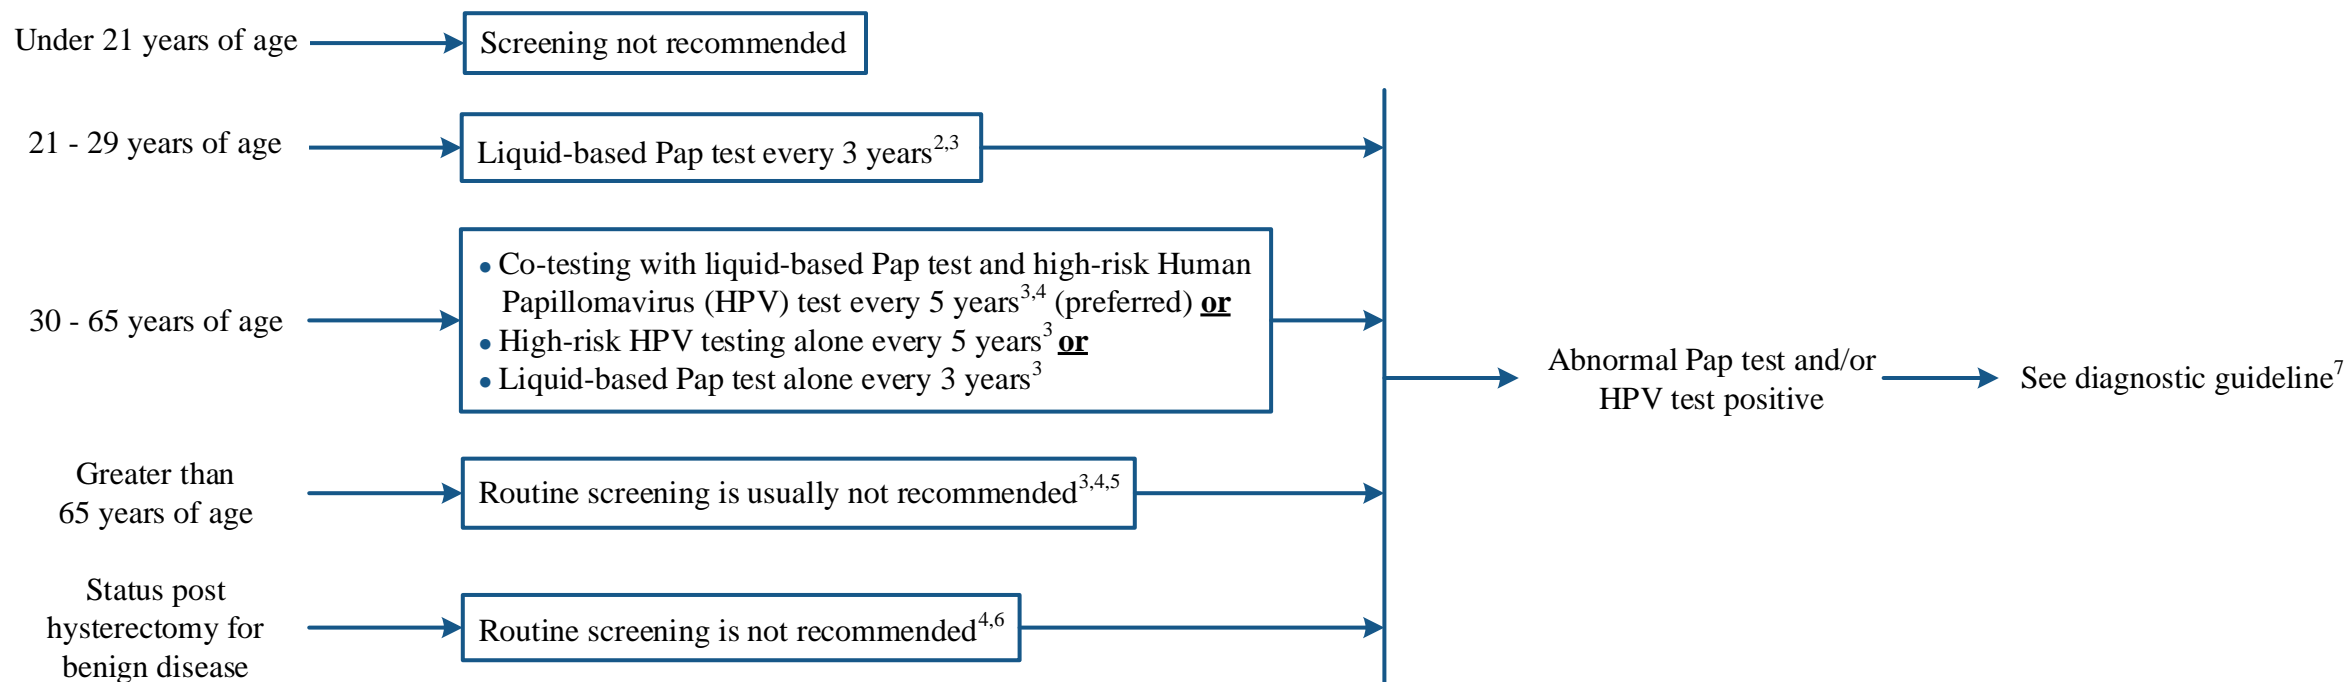 Under 21 years of age
Screening not recommended
21 - 29 years of age
Liquid-based Pap test every 3 years2,3
30 - 65 years of age
• Co-testing with liquid-based Pap test and high-risk Human
Papillomavirus (HPV) test every 5 years3,4 (preferred) or
• High-risk HPV testing alone every 5 years3 or
• Liquid-based Pap test alone every 3 years3
Greater than
65 years of age
Routine screening is usually not recommended3,4,5
Status post
hysterectomy for
benign disease
Routine screening is not recommended4,6
Abnormal Pap test and/or
HPV test positive
See diagnostic guideline7